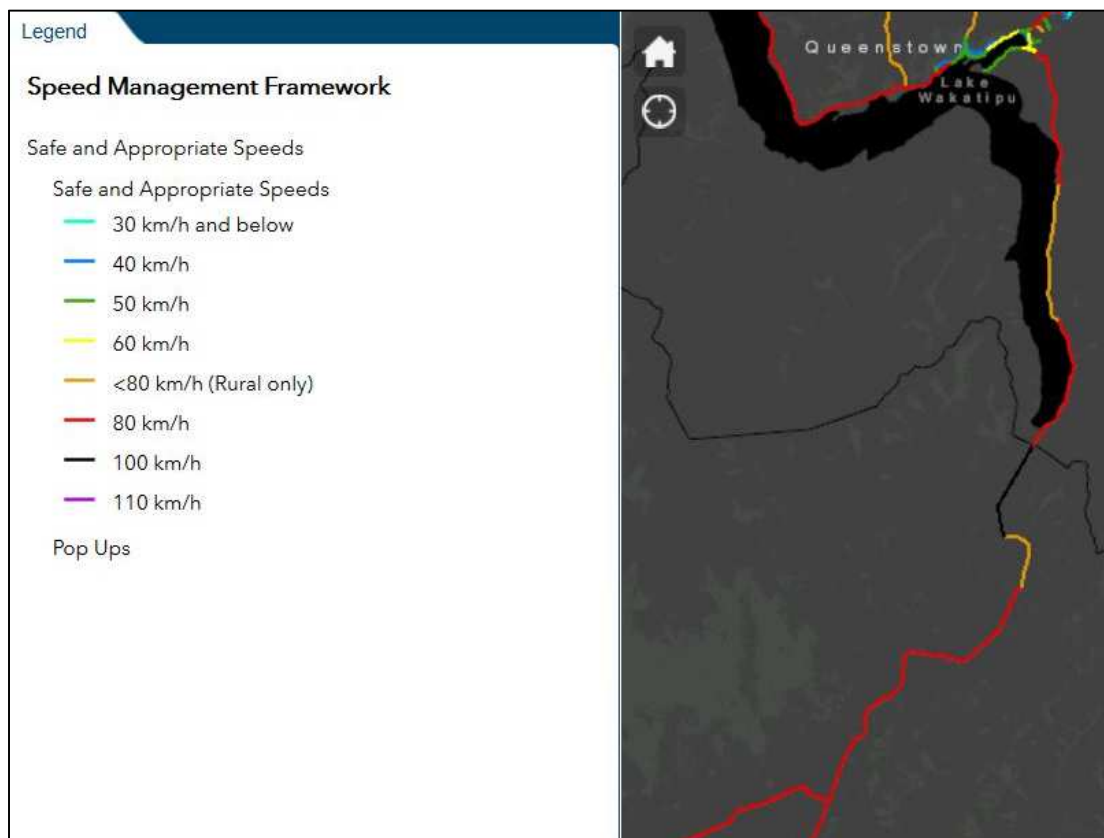 Legend
Speed Management Framework
Safe and Appropriate Speeds
Safe and Appropriate Speeds
30 km/h and below
40 km/h
50 km/h
60 km/h
<80 km/h (Rural only)
80 km/h
100 km/h
110 km/h
Pop Ups
Queenstown
Lake
Wakatipu